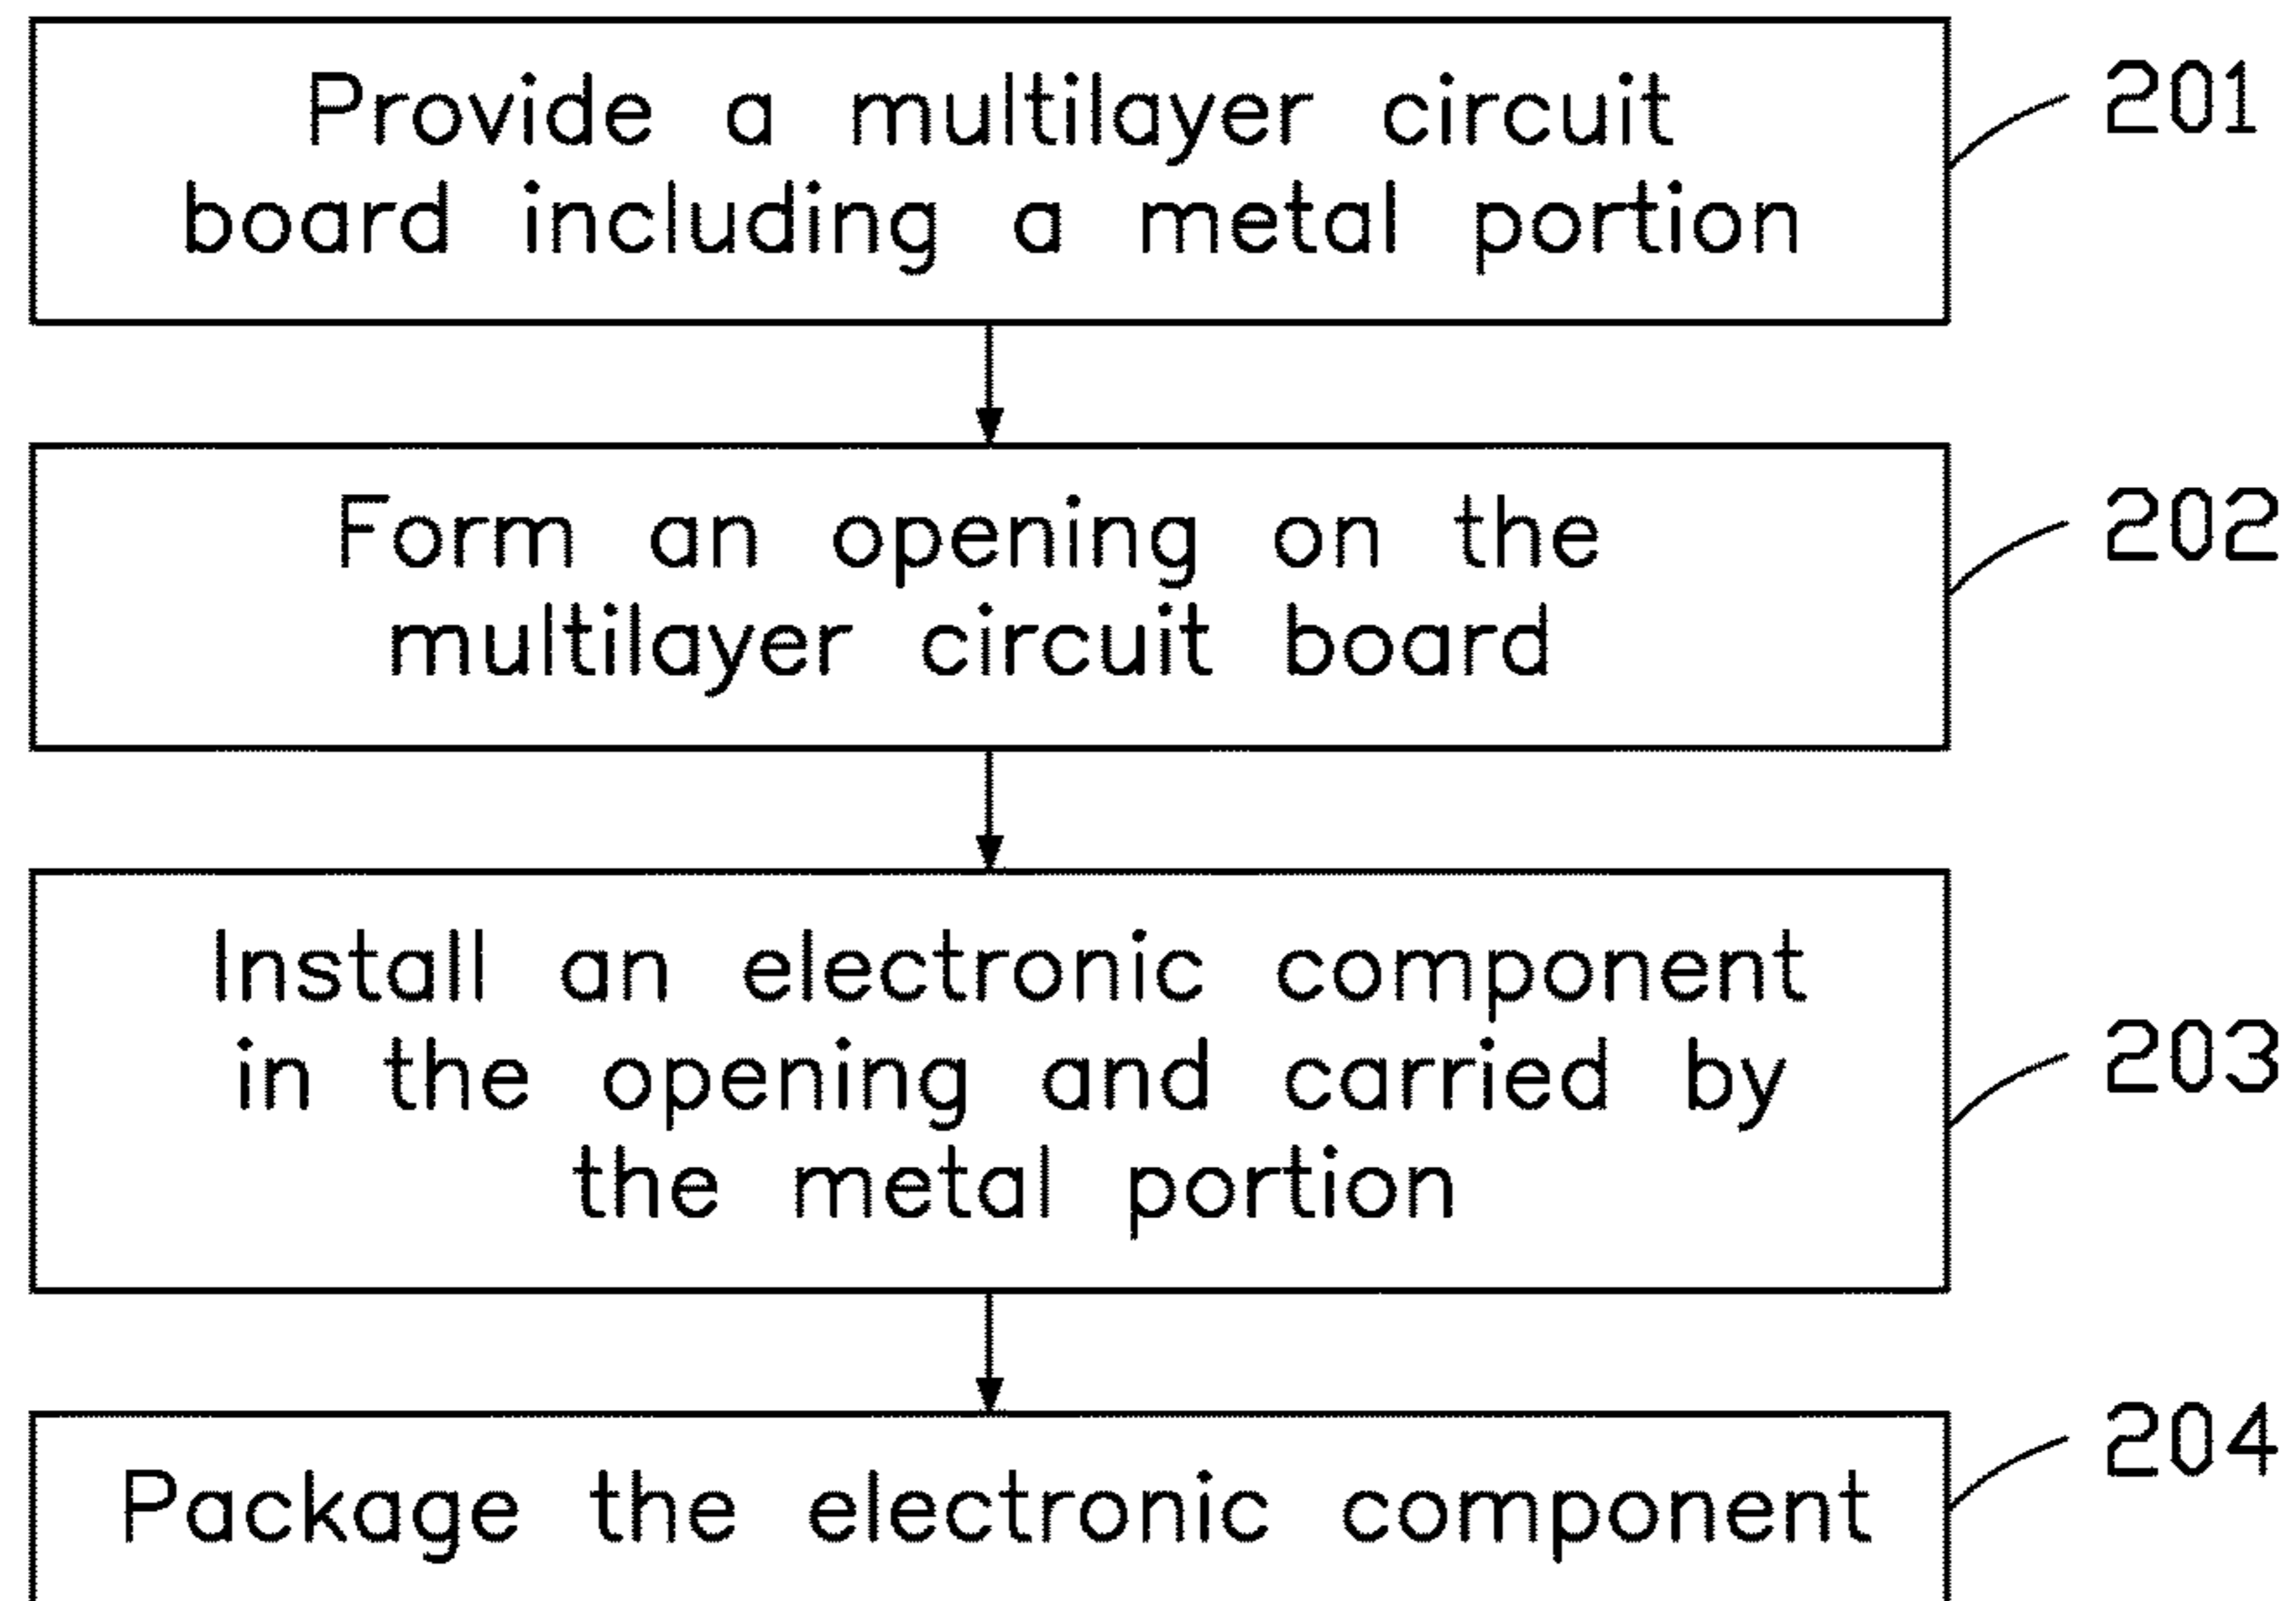 Provide a multilayer circuit
board including a metal portion
201
Form an opening on the
multilayer circuit board
202
Install an electronic component
in the opening and carried by
the metal portion
203
Package the electronic component
204